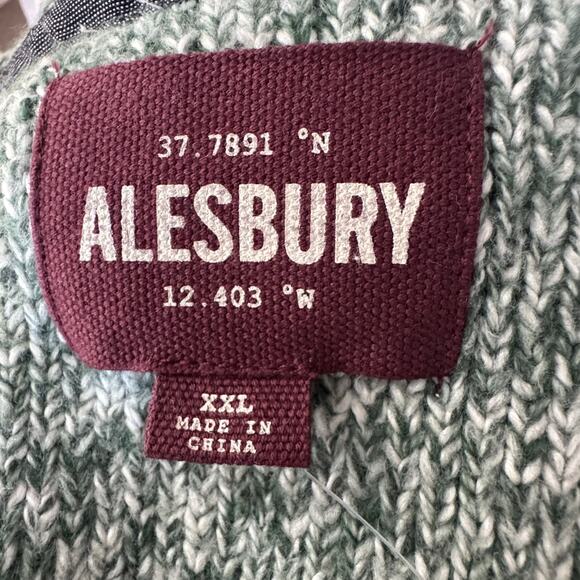 37.7891 °N
ALESBURY
12.403 °W
XXL
MADE IN
CHINA